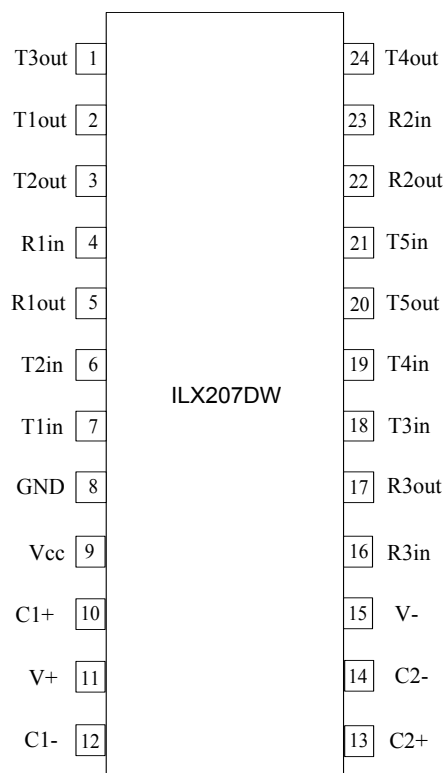 T3out 1 24 T4out
T1out 2 23 R2in
T2out 3 22 R2out
R1in 4 21 T5in
R1out 5 20 T5out
T2in 6 19 T4in
ILX207DW
T1in 7 18 T3in
GND 8 17 R3out
Vcc 9 16 R3in
C1+ 10 15 V-
V+ 11 14 C2-
C1- 12 13 C2+